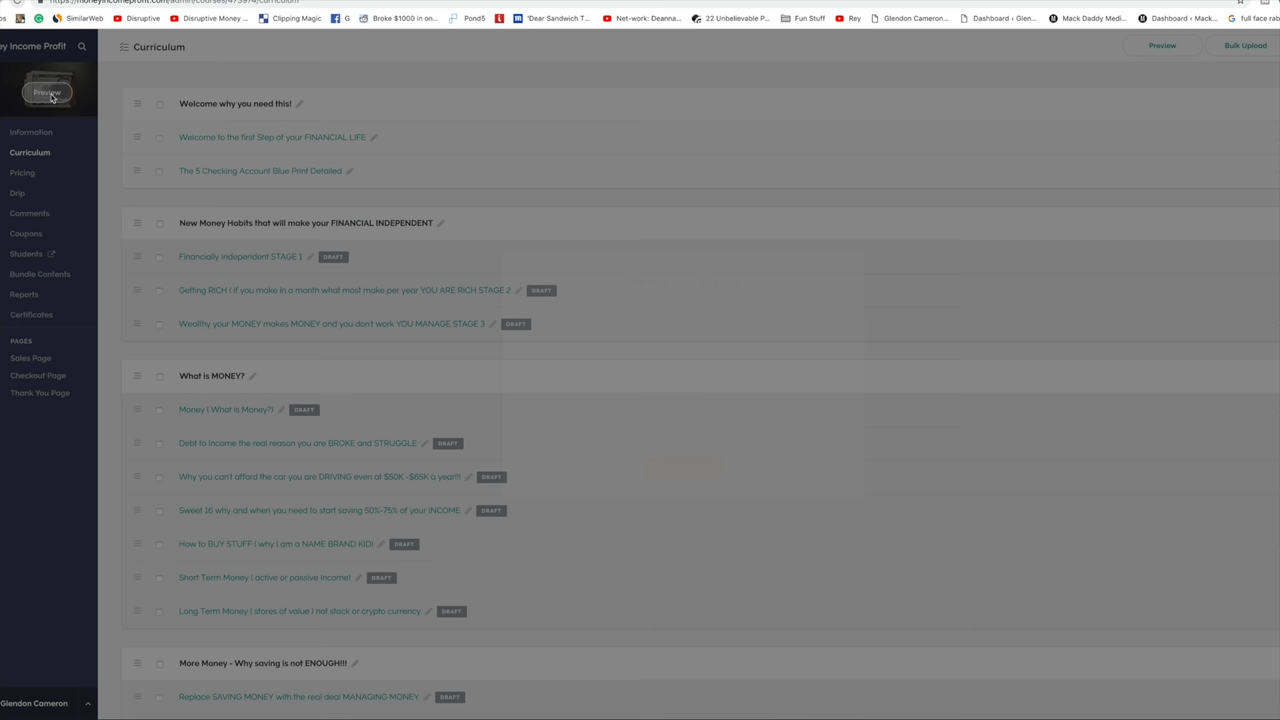 https://moneyincomeprofit.com/admin/courses/473974/curriculum
SimilarWeb Disruptive Disruptive Money ... Clipping Magic G Broke $1000 in on... Pond5 'Dear Sandwich T... Net-work: Deanna... 22 Unbelievable P... Fun Stuff Rey Glendon Cameron... Dashboard ‹ Glen... Mack Daddy Medi... Dashboard ‹ Mack... full face rab
ey Income Profit
Curriculum
Preview
Bulk Upload
Preview
Information
Curriculum
Pricing
Drip
Comments
Coupons
Students
Bundle Contents
Reports
Certificates
PAGES
Sales Page
Checkout Page
Thank You Page
Glendon Cameron
Welcome why you need this!
Welcome to the first Step of your FINANCIAL LIFE
The 5 Checking Account Blue Print Detailed
New Money Habits that will make your FINANCIAL INDEPENDENT
Financially Independent STAGE 1 DRAFT
Getting RICH ( if you make in a month what most make per year YOU ARE RICH STAGE 2 DRAFT
Wealthy your MONEY makes MONEY and you don't work YOU MANAGE STAGE 3 DRAFT
What is MONEY?
Money ( What is Money?) DRAFT
Debt to Income the real reason you are BROKE and STRUGGLE DRAFT
Why you can't afford the car you are DRIVING even at $50K -$65K a year!!! DRAFT
Sweet 16 why and when you need to start saving 50%-75% of your INCOME DRAFT
How to BUY STUFF ( why I am a NAME BRAND KID) DRAFT
Short Term Money ( active or passive income) DRAFT
Long Term Money ( stores of value ) not stock or crypto currency DRAFT
More Money - Why saving is not ENOUGH!!!
Replace SAVING MONEY with the real deal MANAGING MONEY DRAFT